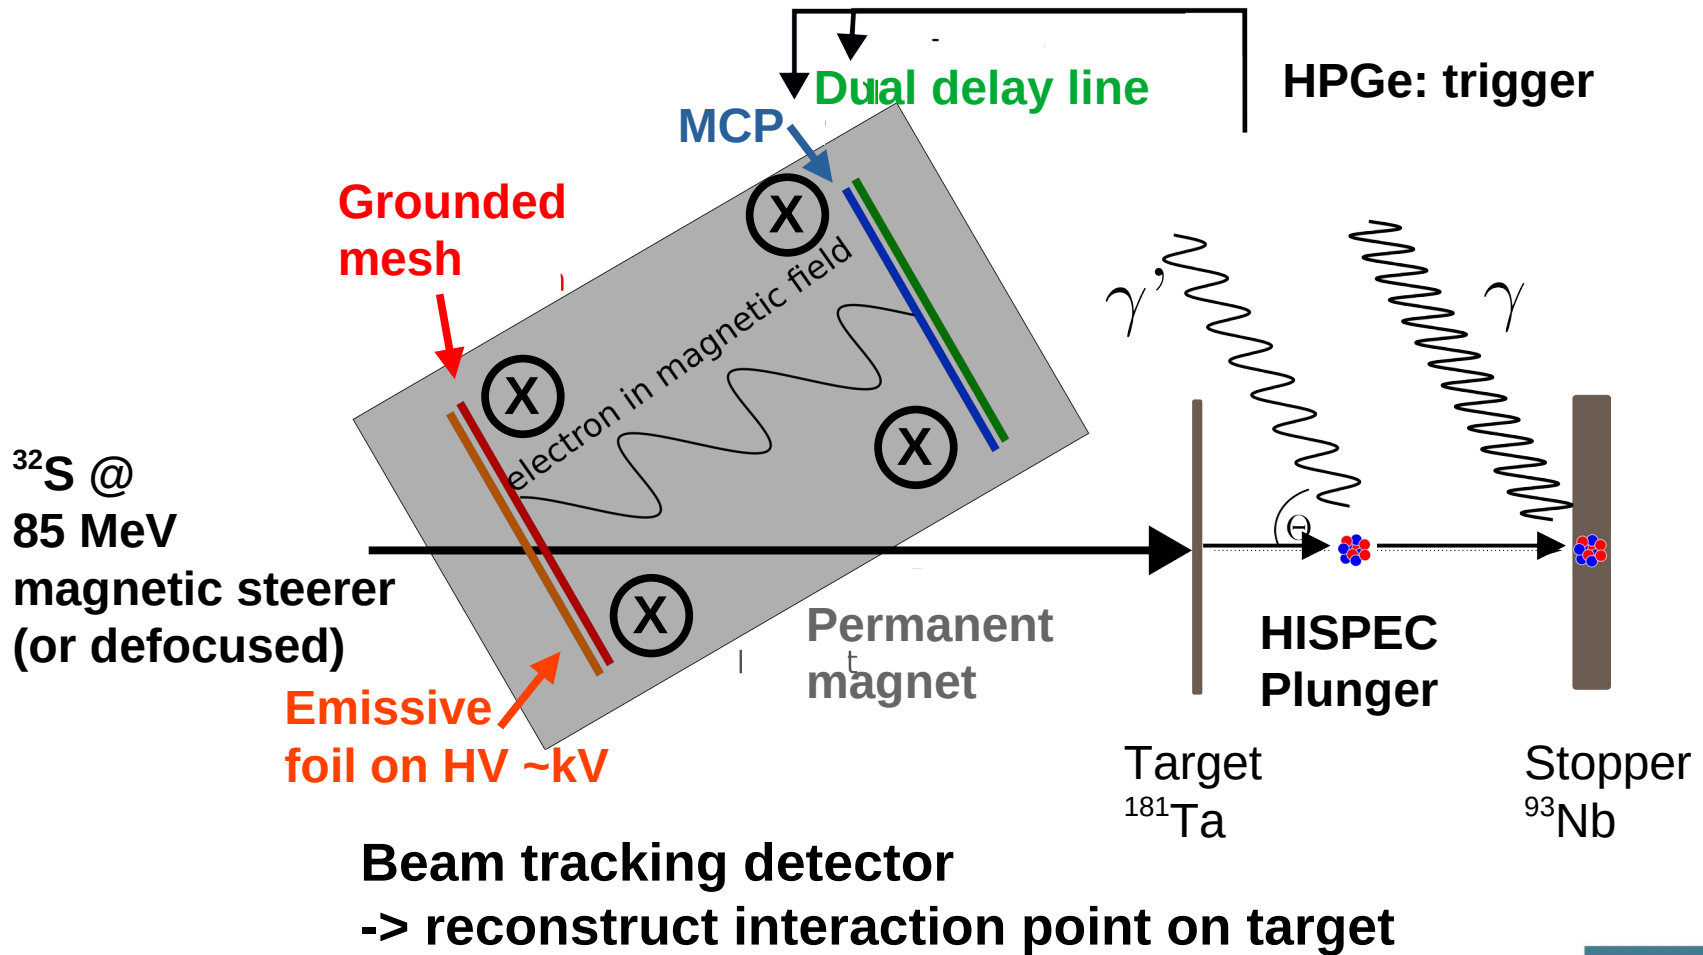 HPGe: trigger
Dual delay line
MCP
Grounded
mesh
X
X
electron in magnetic field
X
X
γ’
γ
Θ
³²S @
85 MeV
magnetic steerer
(or defocused)
Emissive
foil on HV ~kV
Permanent
magnet
HISPEC
Plunger
Target
¹⁸¹Ta
Stopper
⁹³Nb
Beam tracking detector
-> reconstruct interaction point on target